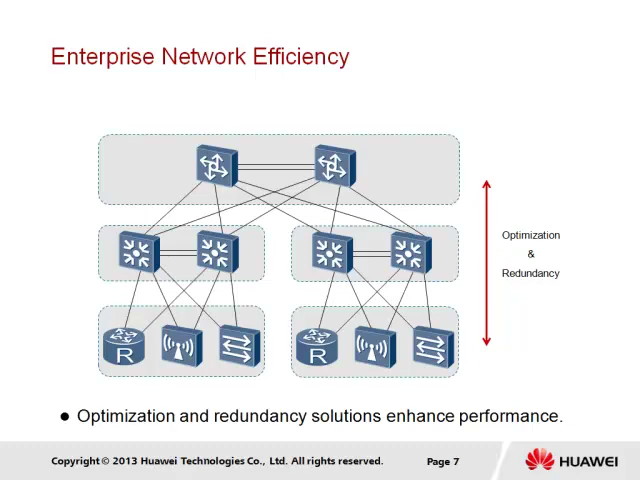 Enterprise Network Efficiency
Optimization
&
Redundancy
R
R
● Optimization and redundancy solutions enhance performance.
Copyright © 2013 Huawei Technologies Co., Ltd. All rights reserved.
Page 7
HUAWEI